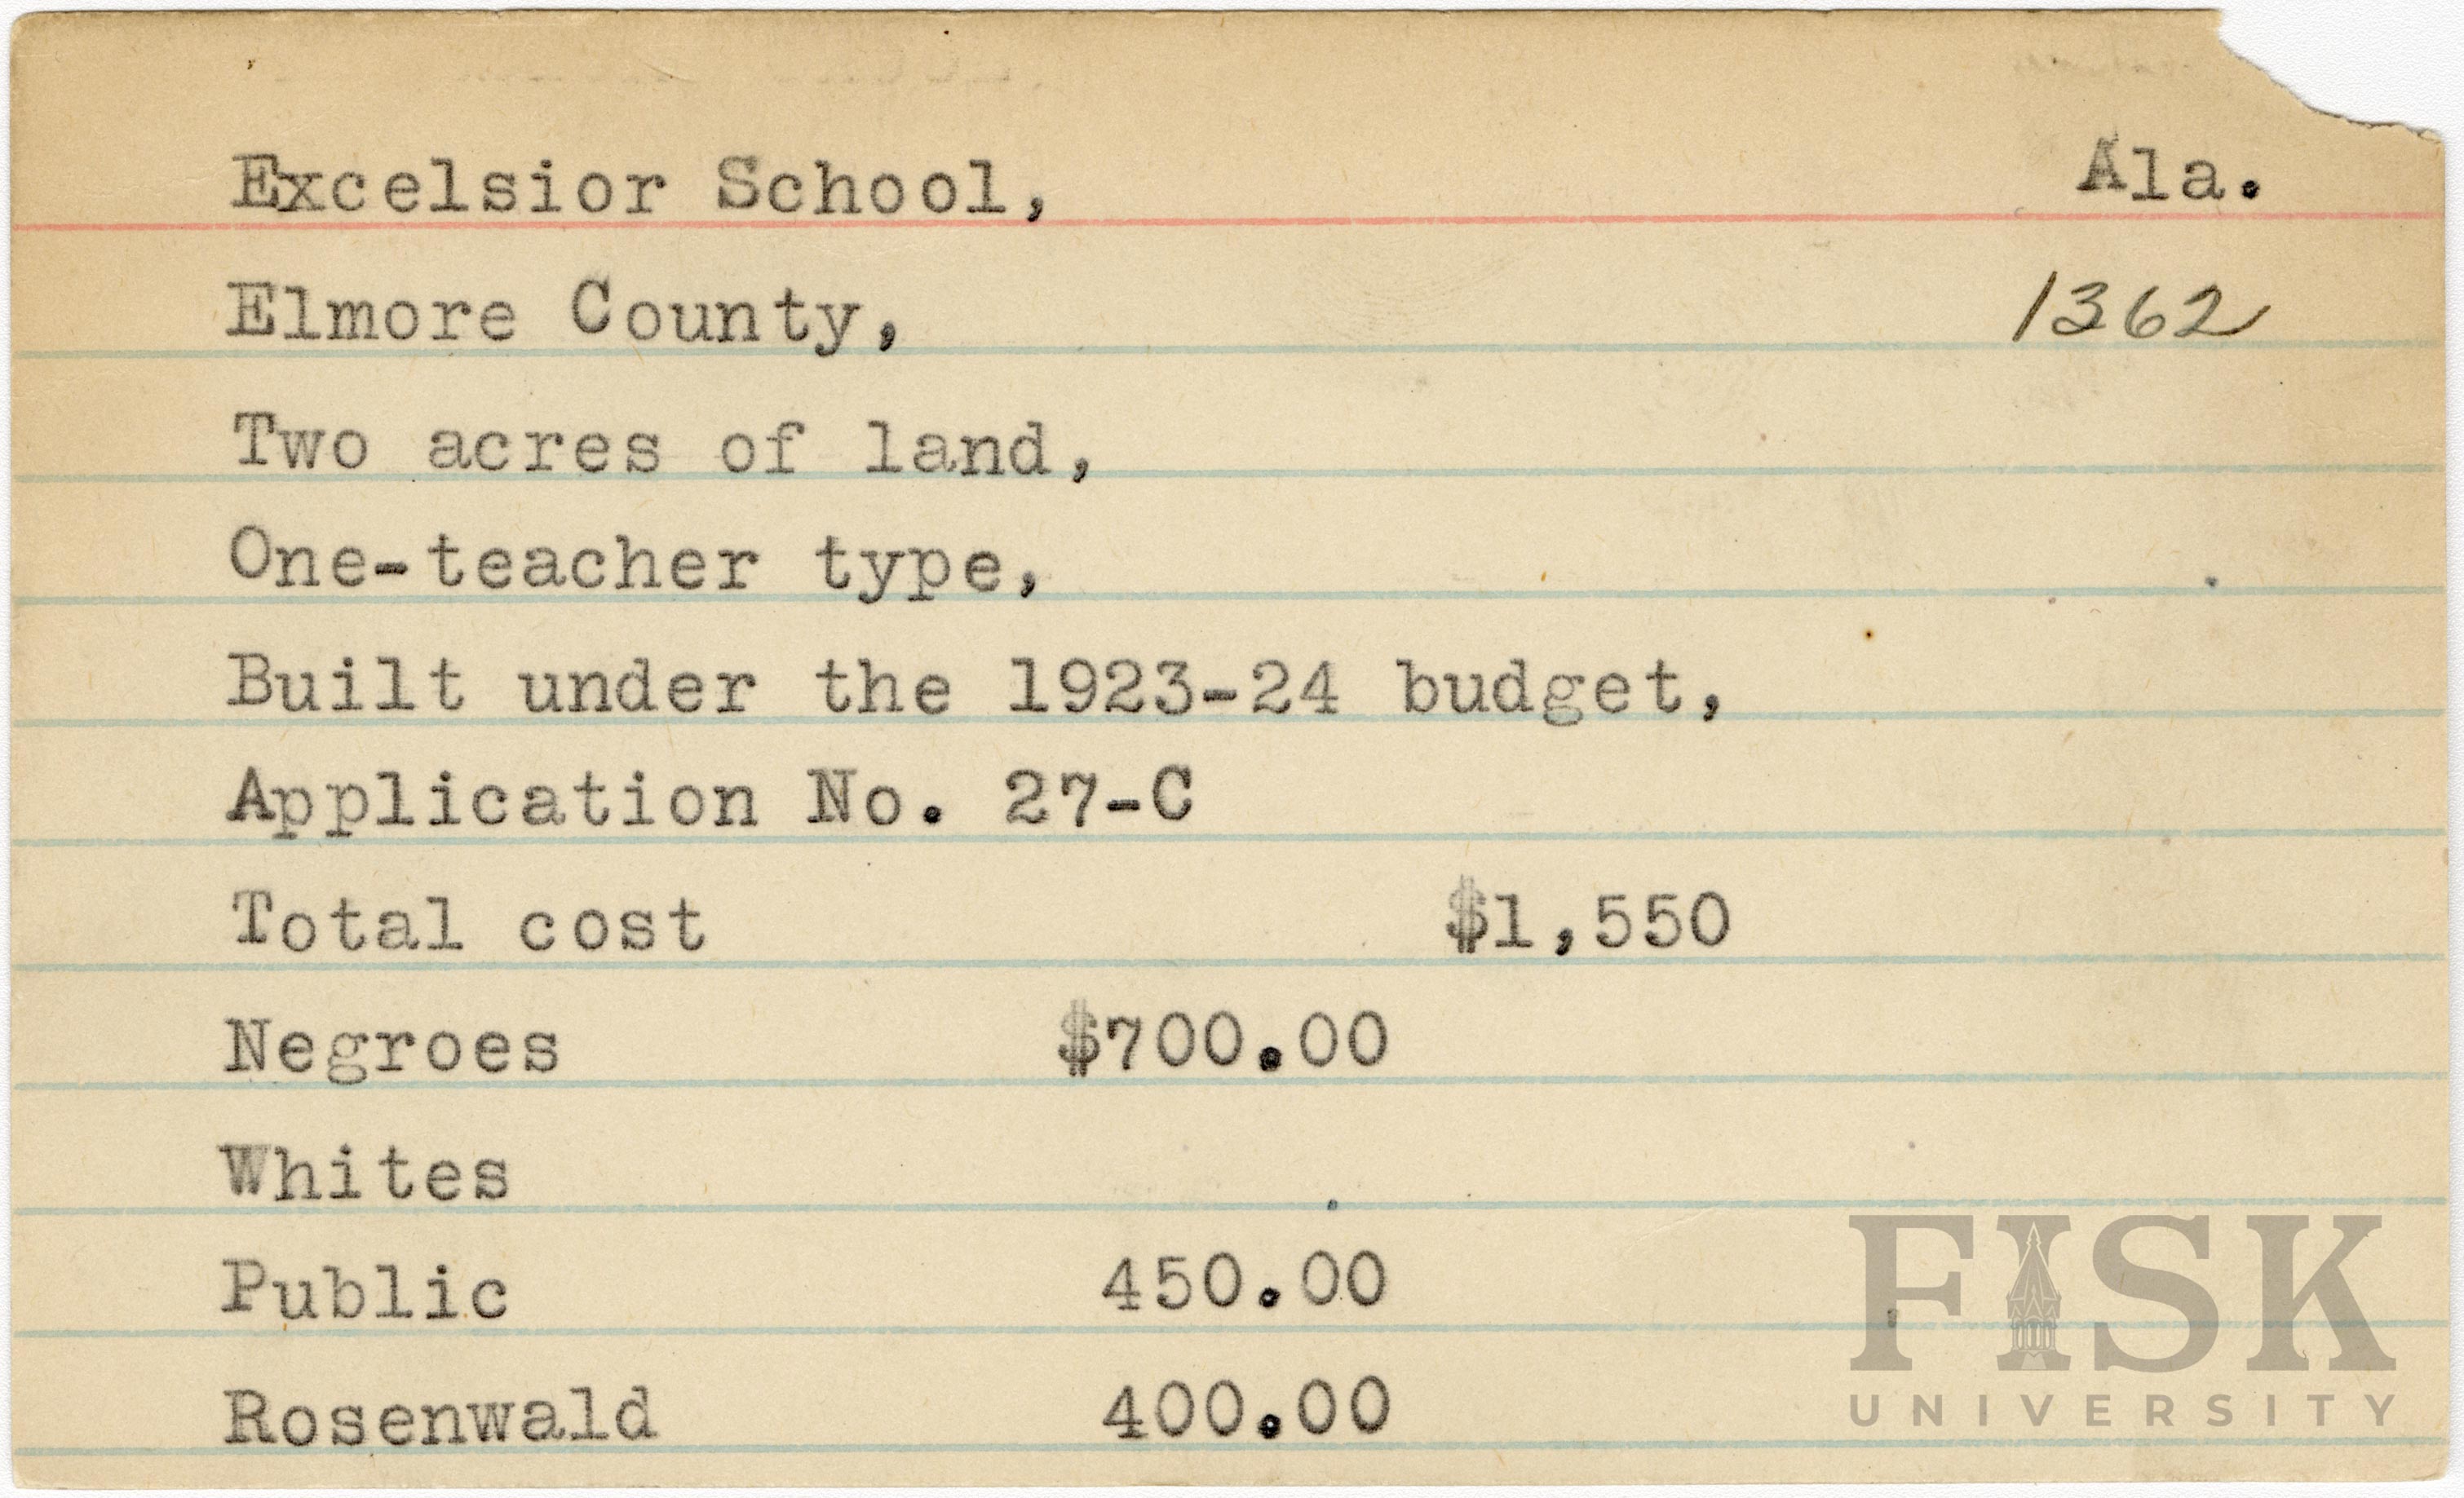 Excelsior School, Ala.
Elmore County, 1362
Two acres of land,
One-teacher type,
Built under the 1923-24 budget,
Application No. 27-C
Total cost $1,550
Negroes $700.00
Whites
Public 450.00
Rosenwald 400.00
FISK
UNIVERSITY